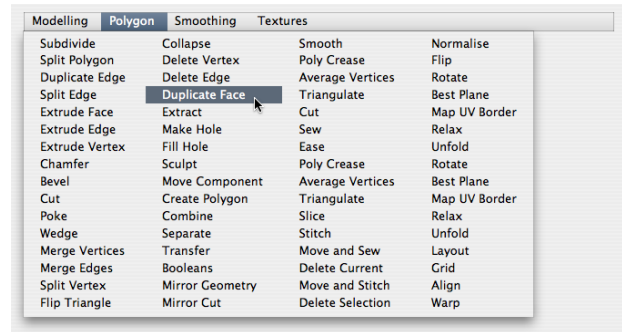 Modelling Polygon Smoothing Textures
Subdivide Collapse Smooth Normalise
Split Polygon Delete Vertex Poly Crease Flip
Duplicate Edge Delete Edge Average Vertices Rotate
Split Edge Duplicate Face Triangulate Best Plane
Extrude Face Extract Cut Map UV Border
Extrude Edge Make Hole Sew Relax
Extrude Vertex Fill Hole Ease Unfold
Chamfer Sculpt Poly Crease Rotate
Bevel Move Component Average Vertices Best Plane
Cut Create Polygon Triangulate Map UV Border
Poke Combine Slice Relax
Wedge Separate Stitch Unfold
Merge Vertices Transfer Move and Sew Layout
Merge Edges Booleans Delete Current Grid
Split Vertex Mirror Geometry Move and Stitch Align
Flip Triangle Mirror Cut Delete Selection Warp